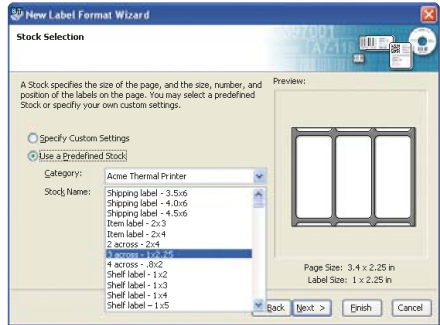 New Label Format Wizard
Stock Selection
A Stock specifies the size of the page, and the size, number, and
position of the labels on the page. You may select a predefined
Stock or specifiy your own custom settings.
Specify Custom Settings
Use a Predefined Stock
Category:
Acme Thermal Printer
Stock Name:
Shipping label - 3.5x6
Shipping label - 4.0x6
Shipping label - 4.5x6
Item label - 2x3
Item label - 2x4
2 across - 2x4
3 across - 1x2.25
4 across - .8x2
Shelf label - 1x2
Shelf label - 1x3
Shelf label - 1x4
Shelf label - 1x5
Preview:
Page Size: 3.4 x 2.25 in
Label Size: 1 x 2.25 in
Back
Next >
Finish
Cancel